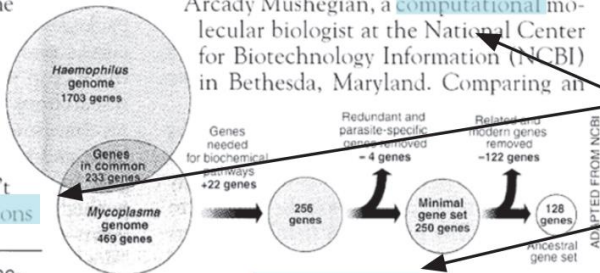 Arcady Mushegian, a computational mo-
lecular biologist at the National Center
for Biotechnology Information (NCBI)
in Bethesda, Maryland. Comparing an
Haemophilus
genome
1703 genes
Genes
in common
233 genes
Mycoplasma
genome
469 genes
Genes
needed
for biochemical
pathways
+22 genes
256
genes
Redundant and
parasite-specific
genes removed
– 4 genes
Minimal
gene set
250 genes
Related and
modern genes
removed
–122 genes
128
genes
Ancestral
gene set
ADAPTED FROM NCBI